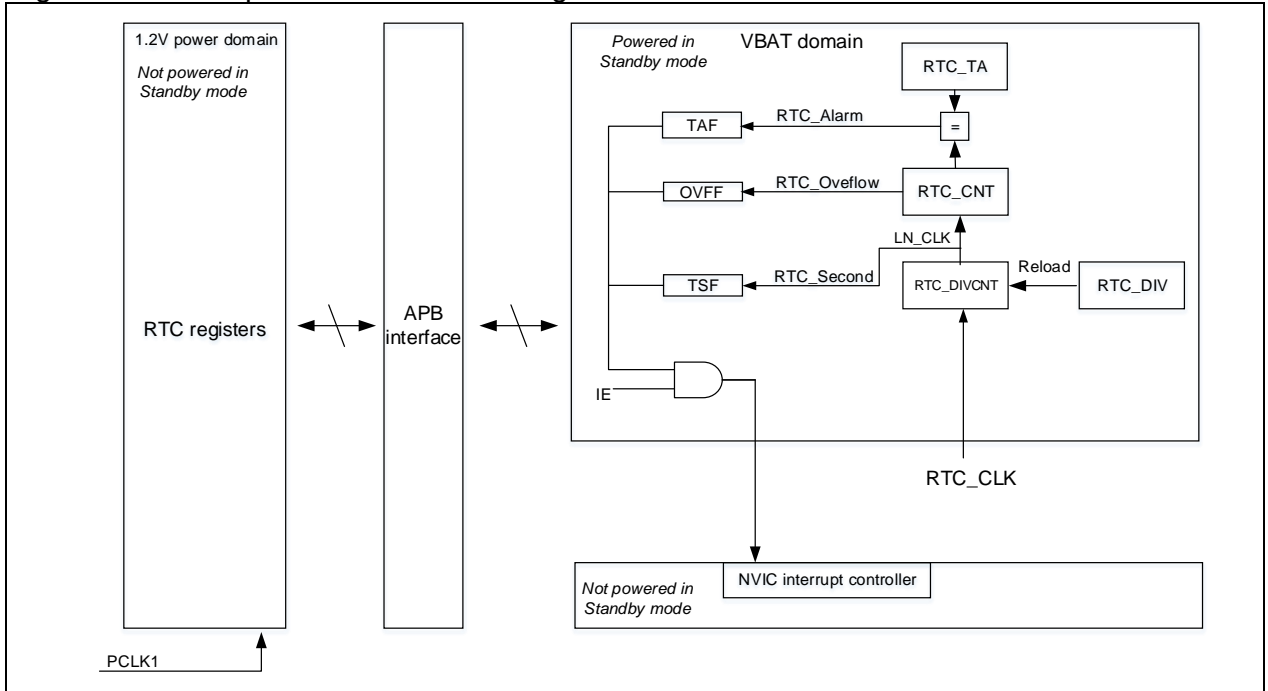 1.2V power domain
Not powered in
Standby mode
RTC registers
PCLK1
APB
interface
Powered in
Standby mode
VBAT domain
RTC_TA
TAF
RTC_Alarm
=
OVFF
RTC_Oveflow
RTC_CNT
LN_CLK
TSF
RTC_Second
RTC_DIVCNT
Reload
RTC_DIV
IE
RTC_CLK
NVIC interrupt controller
Not powered in
Standby mode